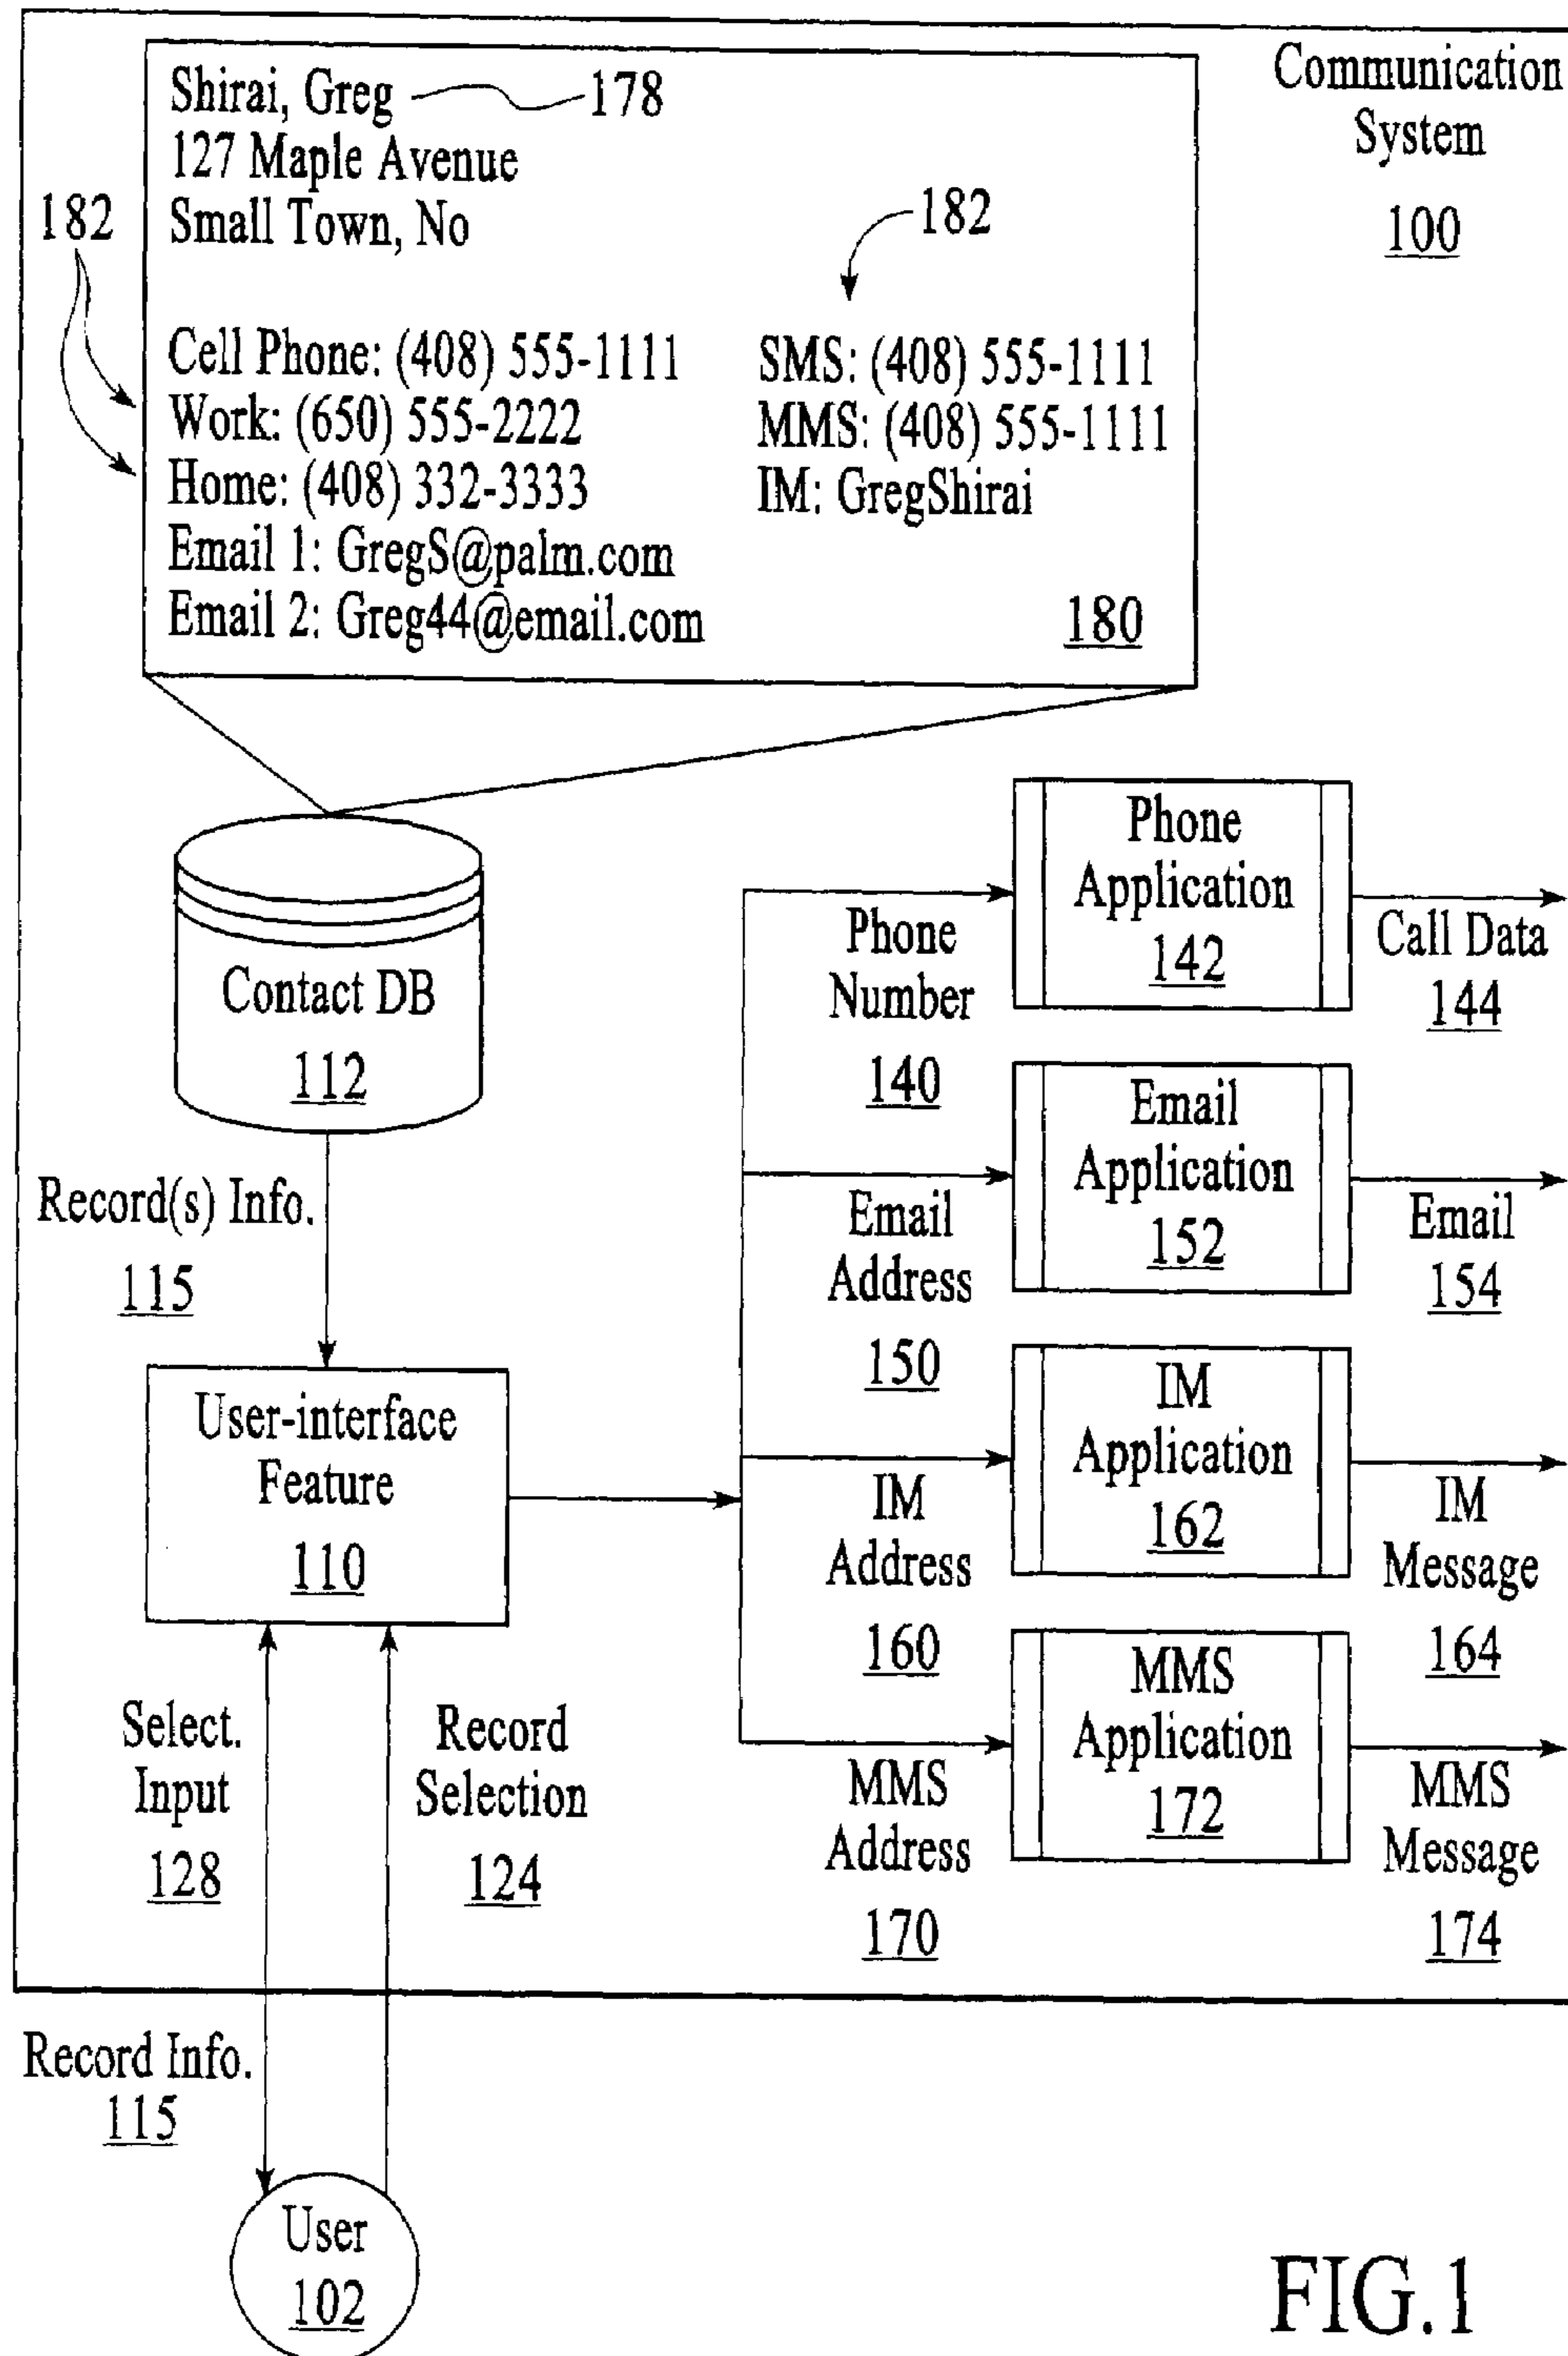 Communication
System
100
Shirai, Greg 178
127 Maple Avenue
Small Town, No
182
182
Cell Phone: (408) 555-1111
Work: (650) 555-2222
Home: (408) 332-3333
Email 1: GregS@palm.com
Email 2: Greg44@email.com
SMS: (408) 555-1111
MMS: (408) 555-1111
IM: GregShirai
180
Contact DB
112
Record(s) Info.
115
User-interface
Feature
110
Select.
Input
128
Record
Selection
124
Record Info.
115
User
102
Phone
Number
140
Phone
Application
142
Call Data
144
Email
Address
150
Email
Application
152
Email
154
IM
Address
160
IM
Application
162
IM
Message
164
MMS
Address
170
MMS
Application
172
MMS
Message
174
FIG.1